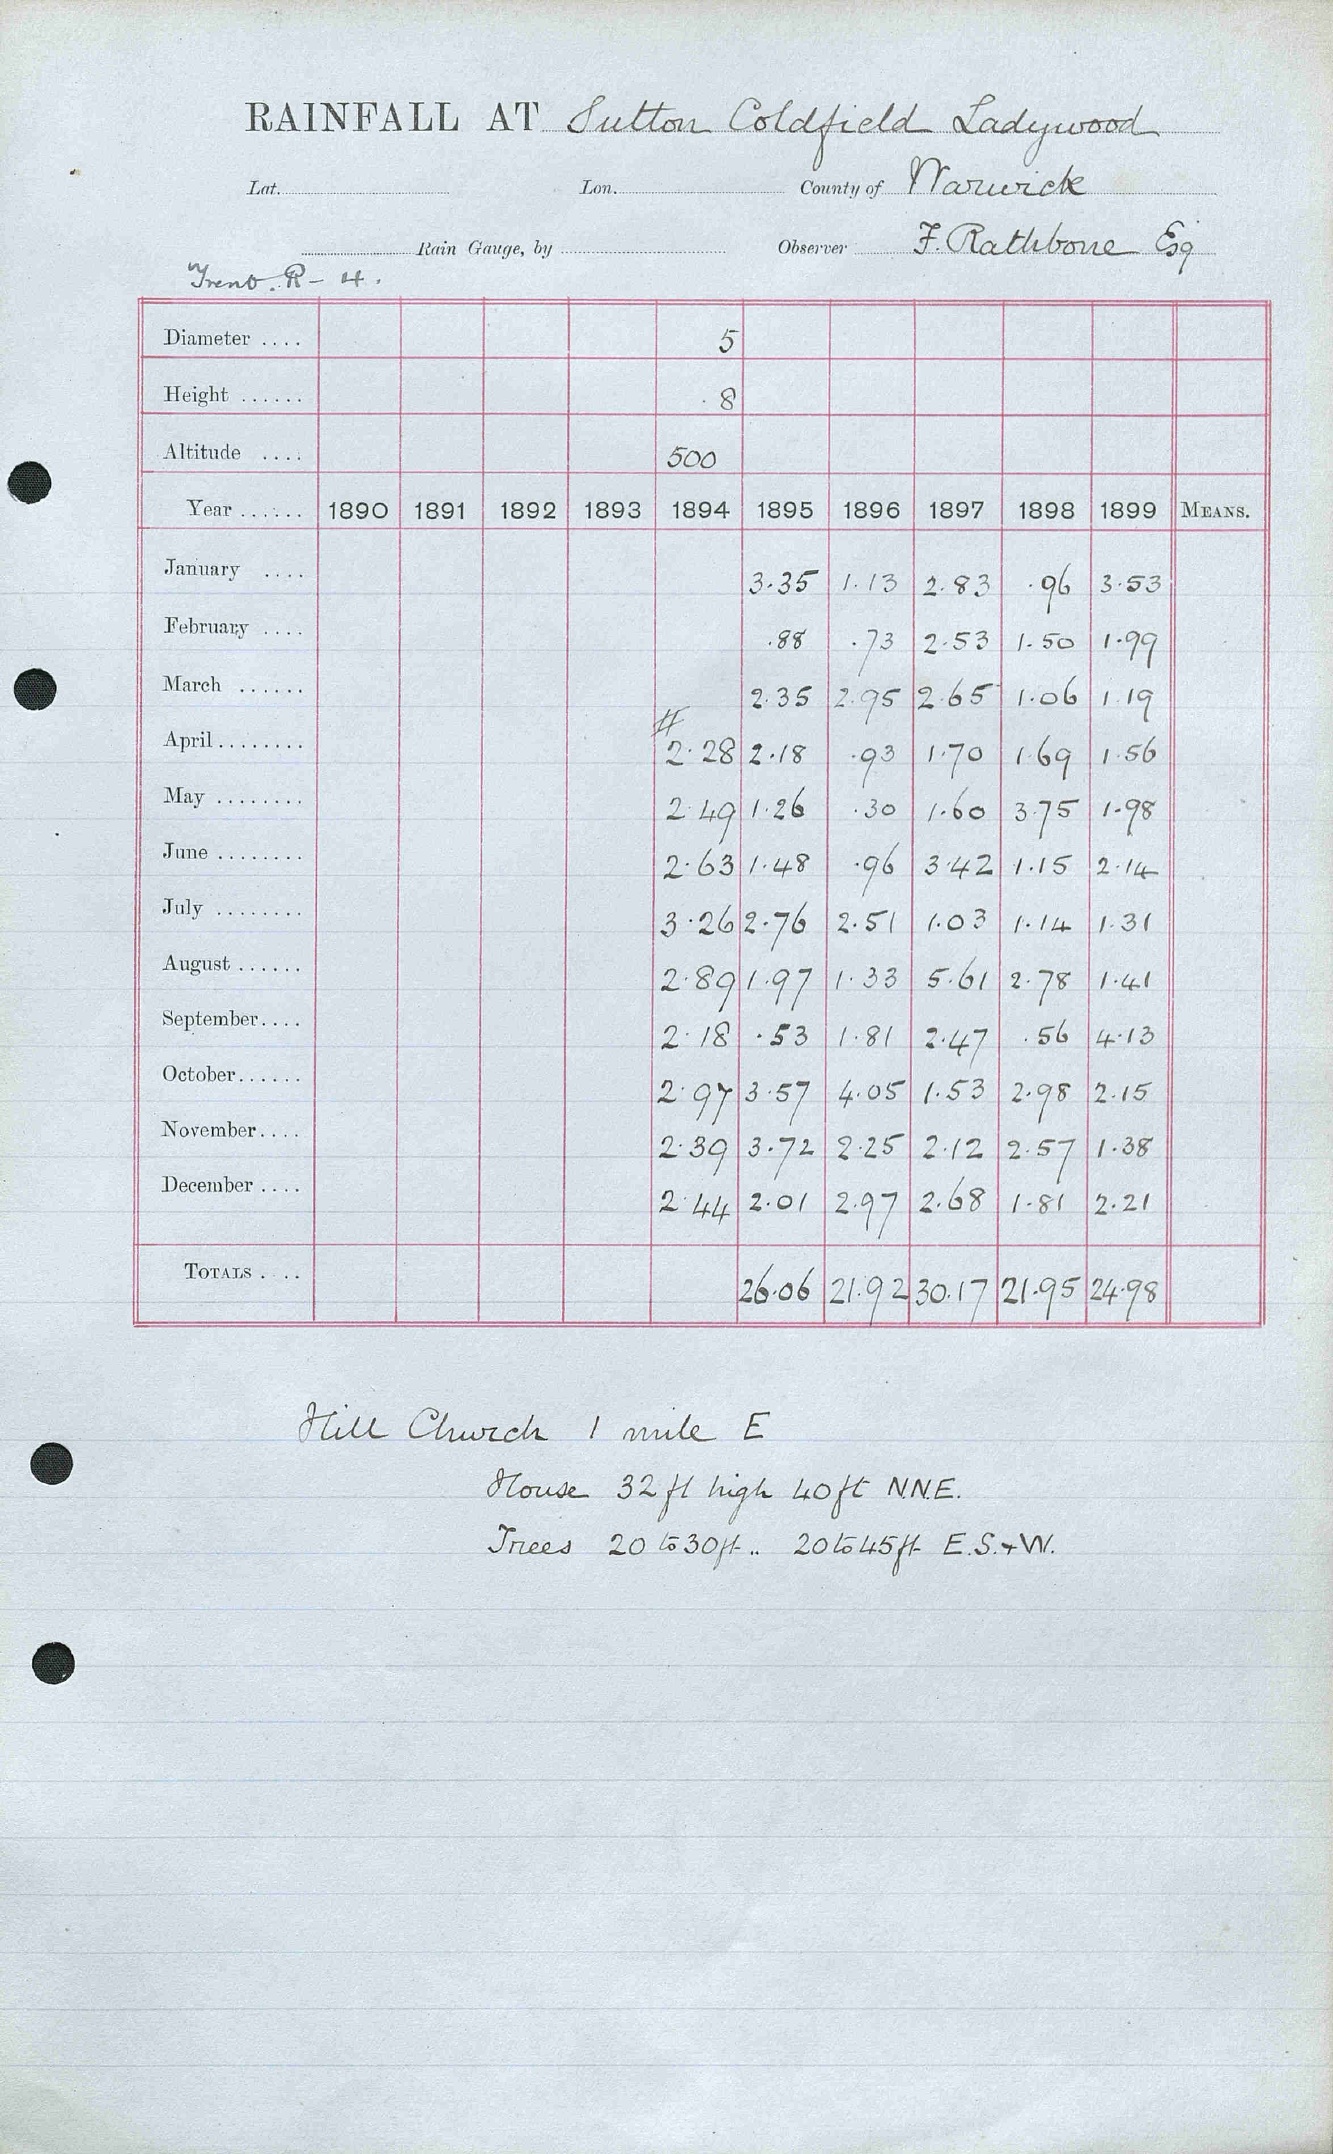 RAINFALL AT Sutton Coldfield Ladywood
Lat. Lon. County of Warwick
Rain Gauge, by Observer F. Rathbone Esq
Trent. R - 4.
Diameter .... 5
Height ...... ·8
Altitude .... 500
Year ...... 1890 1891 1892 1893 1894 1895 1896 1897 1898 1899 MEANS.
January .... 3.35 1.13 2.83 .96 3.53
February .... .88 .73 2.53 1.50 1.99
March ...... 2.35 2.95 2.65 1.06 1.19
April ........ # 2.28 2.18 .93 1.70 1.69 1.56
May ........ 2.49 1.26 .30 1.60 3.75 1.98
June ........ 2.63 1.48 .96 3.42 1.15 2.14
July ........ 3.26 2.76 2.51 1.03 1.14 1.31
August ...... 2.89 1.97 1.33 5.61 2.78 1.41
September.... 2.18 .53 1.81 2.47 .56 4.13
October...... 2.97 3.57 4.05 1.53 2.98 2.15
November.... 2.39 3.72 2.25 2.12 2.57 1.38
December .... 2.44 2.01 2.97 2.68 1.81 2.21
TOTALS .... 26.06 21.92 30.17 21.95 24.98
Hill Church 1 mile E
House 32 ft high 40 ft N.N.E.
Trees 20 to 30 ft .. 20 to 45 ft E.S.+W.